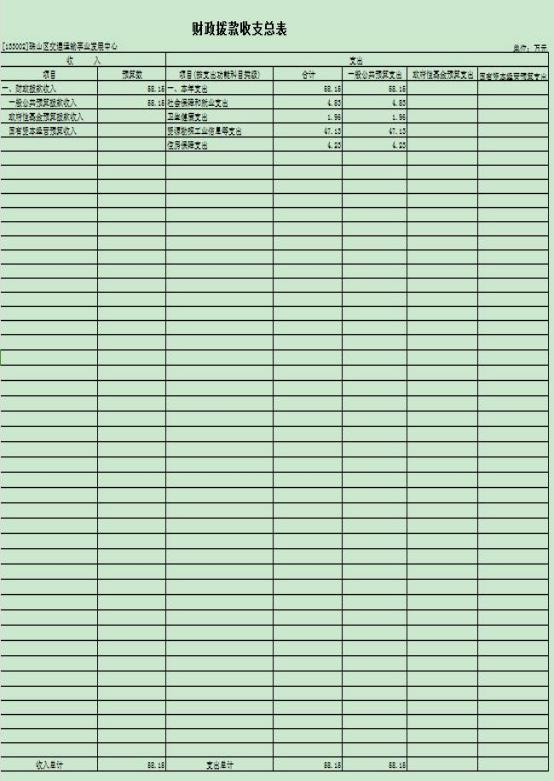 财政拨款收支总表
[133002]珠山区交通运输事业发展中心 单位：万元
收 入 支出
项目 预算数 项目(按支出功能科目类级) 合计 一般公共预算支出 政府性基金预算支出 国有资本经营预算支出
一、财政拨款收入 58.15 一、本年支出 58.15 58.15
一般公共预算拨款收入 58.15 社会保障和就业支出 4.83 4.83
政府性基金预算拨款收入 卫生健康支出 1.96 1.96
国有资本经营预算收入 资源勘探工业信息等支出 47.13 47.13
住房保障支出 4.23 4.23
收入总计 58.15 支出总计 58.15 58.15